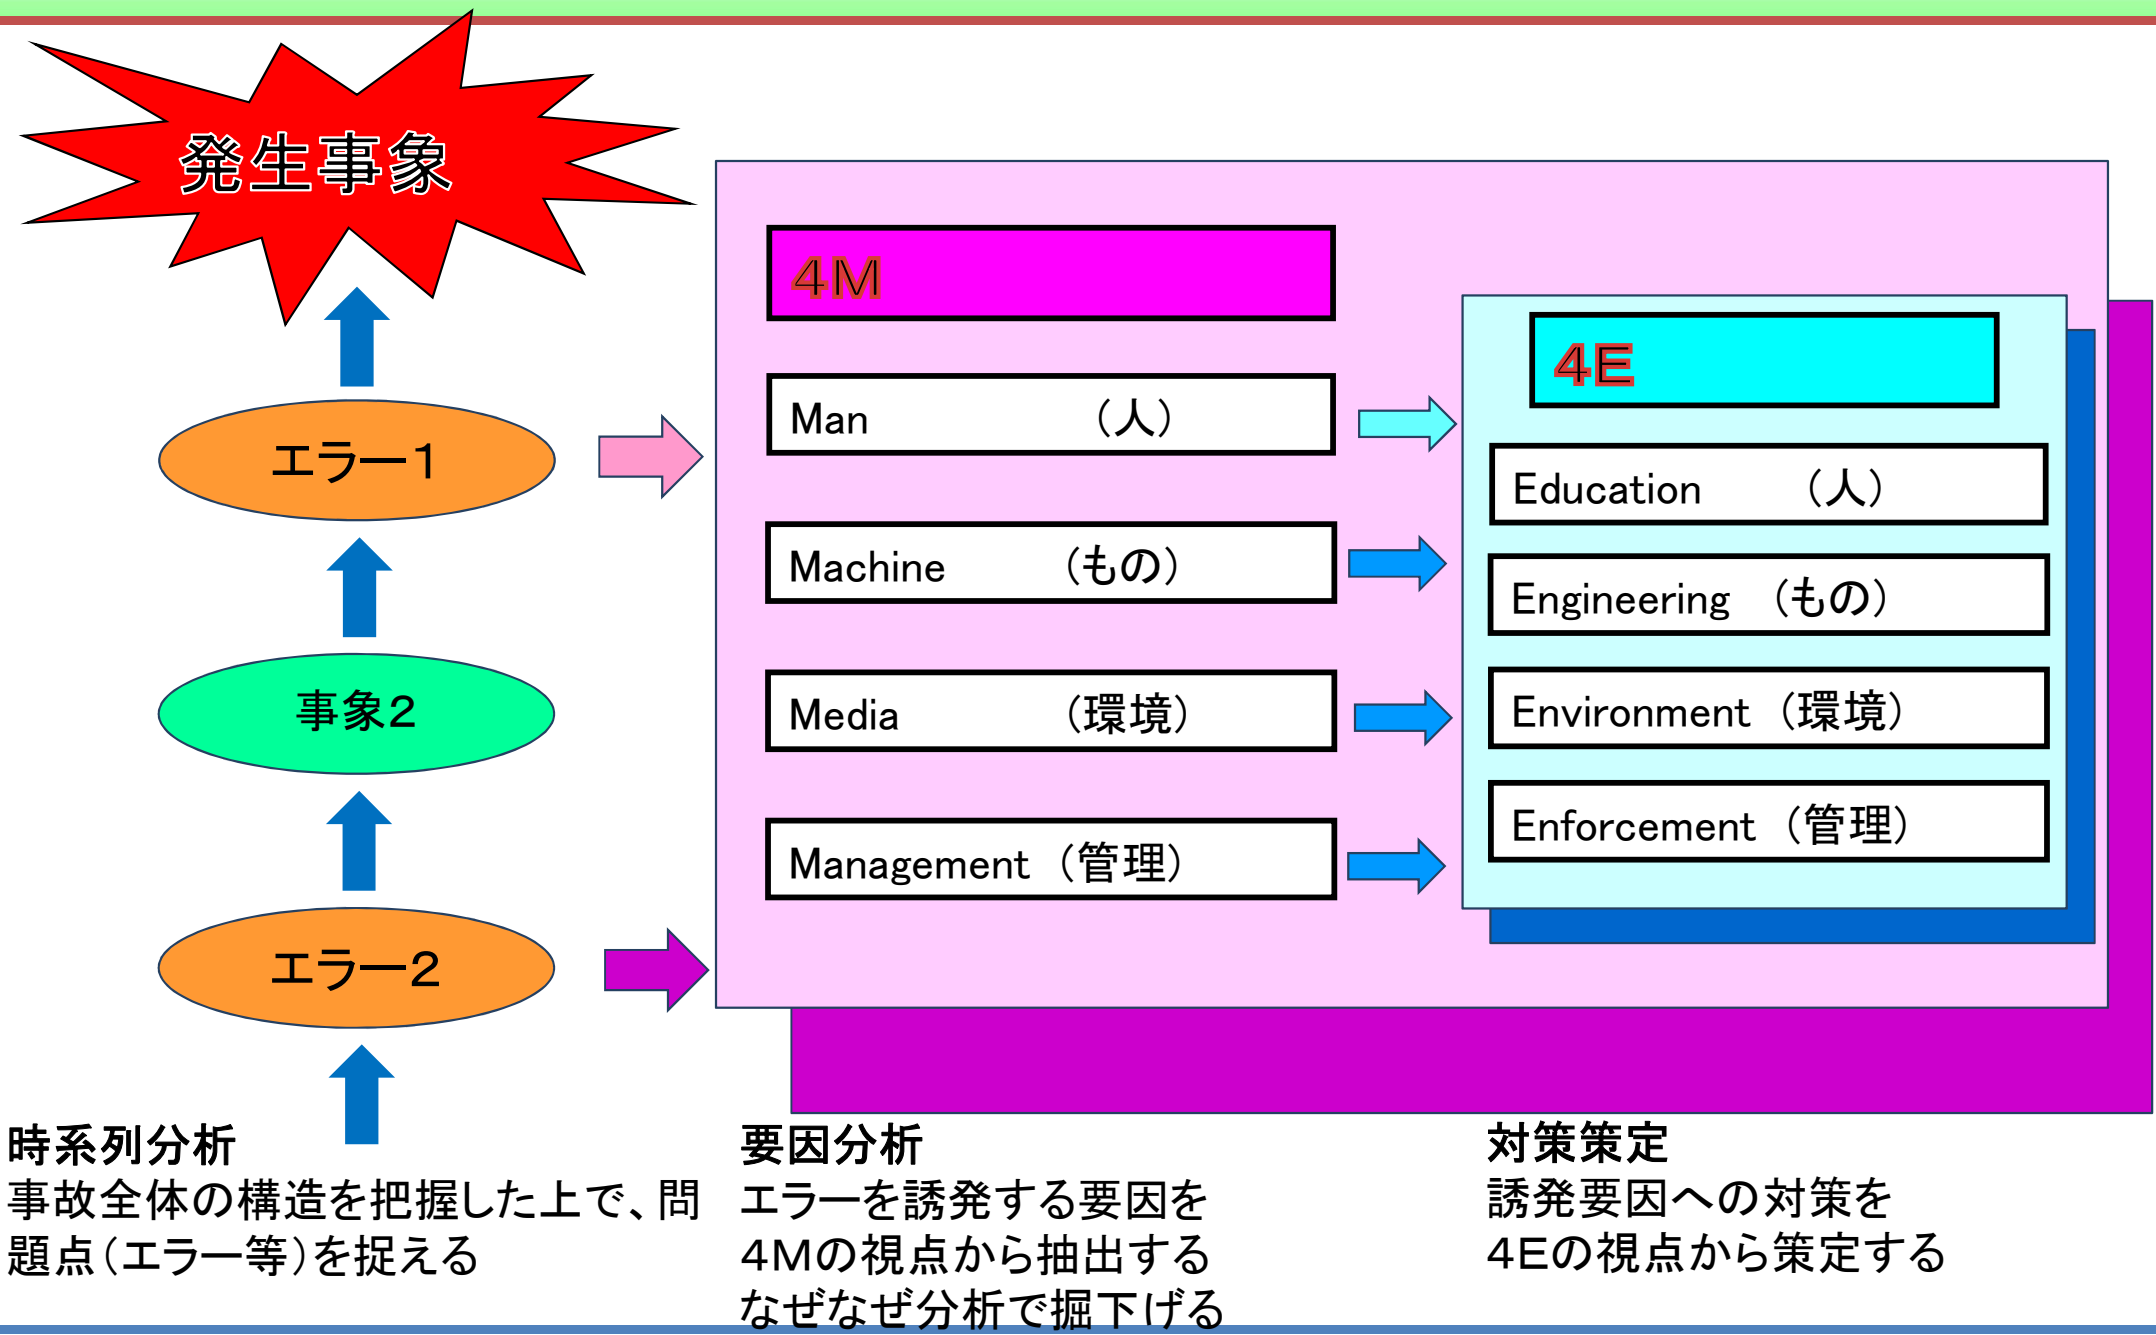 発生事象
エラー1
事象2
エラー2
4M
Man （人）
Machine （もの）
Media （環境）
Management （管理）
4E
Education （人）
Engineering （もの）
Environment （環境）
Enforcement （管理）
時系列分析
事故全体の構造を把握した上で、問
題点（エラー等）を捉える
要因分析
エラーを誘発する要因を
4Mの視点から抽出する
なぜなぜ分析で掘下げる
対策策定
誘発要因への対策を
4Eの視点から策定する